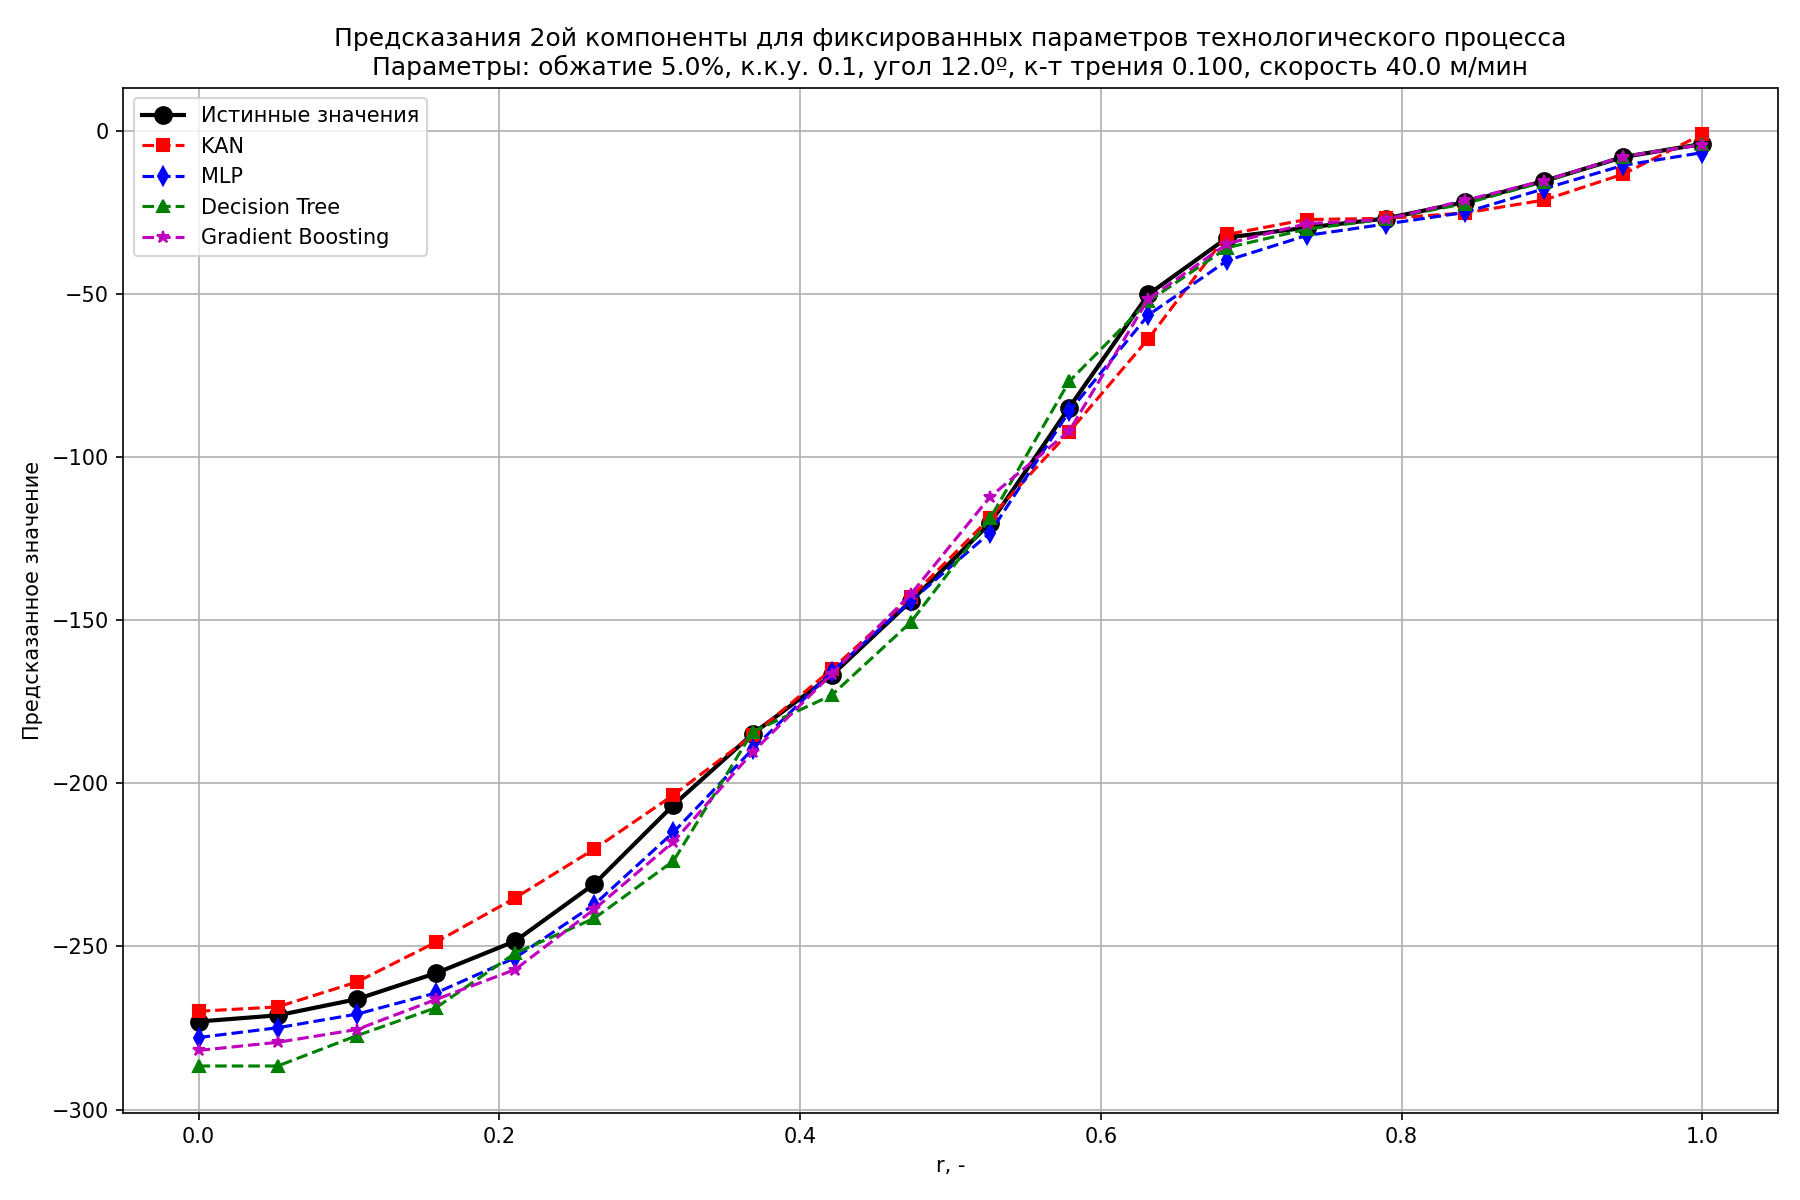 Предсказания 2ой компоненты для фиксированных параметров технологического процесса
Параметры: обжатие 5.0%, к.к.у. 0.1, угол 12.0º, к-т трения 0.100, скорость 40.0 м/мин
Истинные значения
KAN
MLP
Decision Tree
Gradient Boosting
Предсказанное значение
0
−50
−100
−150
−200
−250
−300
0.0 0.2 0.4 0.6 0.8 1.0
r, -